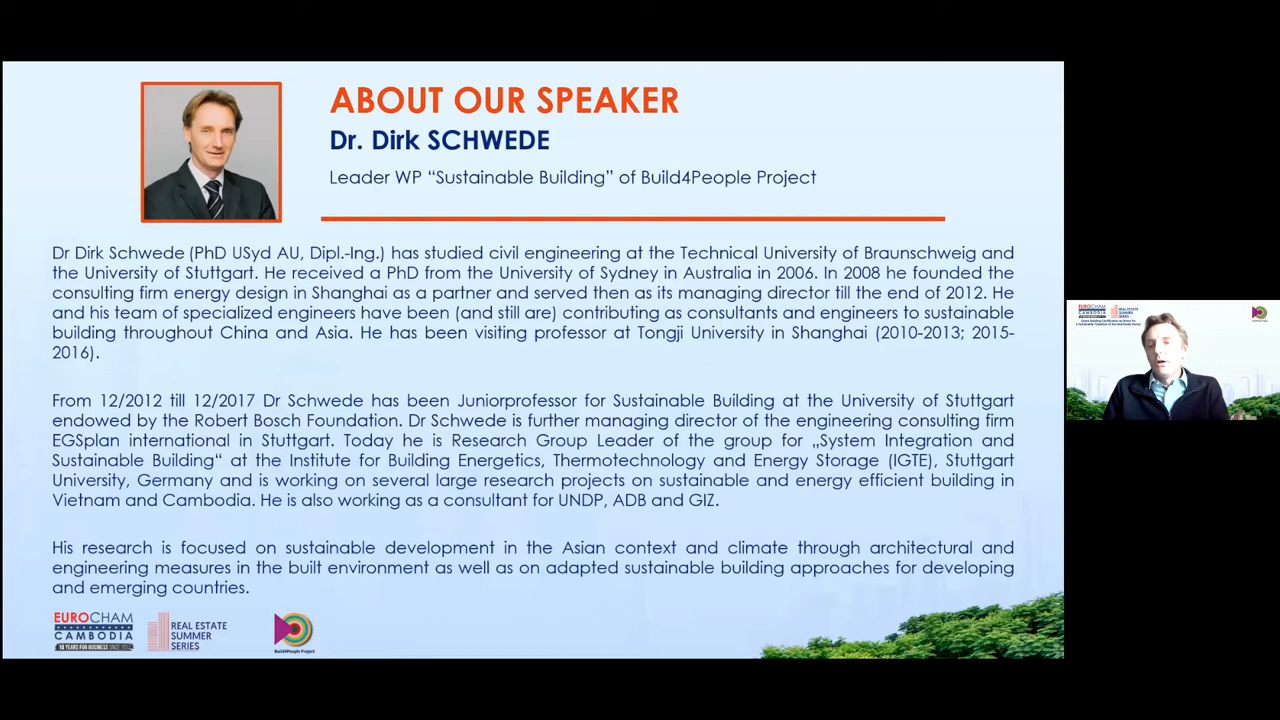 ABOUT OUR SPEAKER
Dr. Dirk SCHWEDE
Leader WP “Sustainable Building” of Build4People Project
Dr Dirk Schwede (PhD USyd AU, Dipl.-Ing.) has studied civil engineering at the Technical University of Braunschweig and
the University of Stuttgart. He received a PhD from the University of Sydney in Australia in 2006. In 2008 he founded the
consulting firm energy design in Shanghai as a partner and served then as its managing director till the end of 2012. He
and his team of specialized engineers have been (and still are) contributing as consultants and engineers to sustainable
building throughout China and Asia. He has been visiting professor at Tongji University in Shanghai (2010-2013; 2015-
2016).
From 12/2012 till 12/2017 Dr Schwede has been Juniorprofessor for Sustainable Building at the University of Stuttgart
endowed by the Robert Bosch Foundation. Dr Schwede is further managing director of the engineering consulting firm
EGSplan international in Stuttgart. Today he is Research Group Leader of the group for „System Integration and
Sustainable Building“ at the Institute for Building Energetics, Thermotechnology and Energy Storage (IGTE), Stuttgart
University, Germany and is working on several large research projects on sustainable and energy efficient building in
Vietnam and Cambodia. He is also working as a consultant for UNDP, ADB and GIZ.
His research is focused on sustainable development in the Asian context and climate through architectural and
engineering measures in the built environment as well as on adapted sustainable building approaches for developing
and emerging countries.
EUROCHAM
CAMBODIA
10 YEARS FOR BUSINESS SINCE 2011
REAL ESTATE
SUMMER
SERIES
Build4People Project
EUROCHAM
CAMBODIA
REAL ESTATE
SUMMER
SERIES